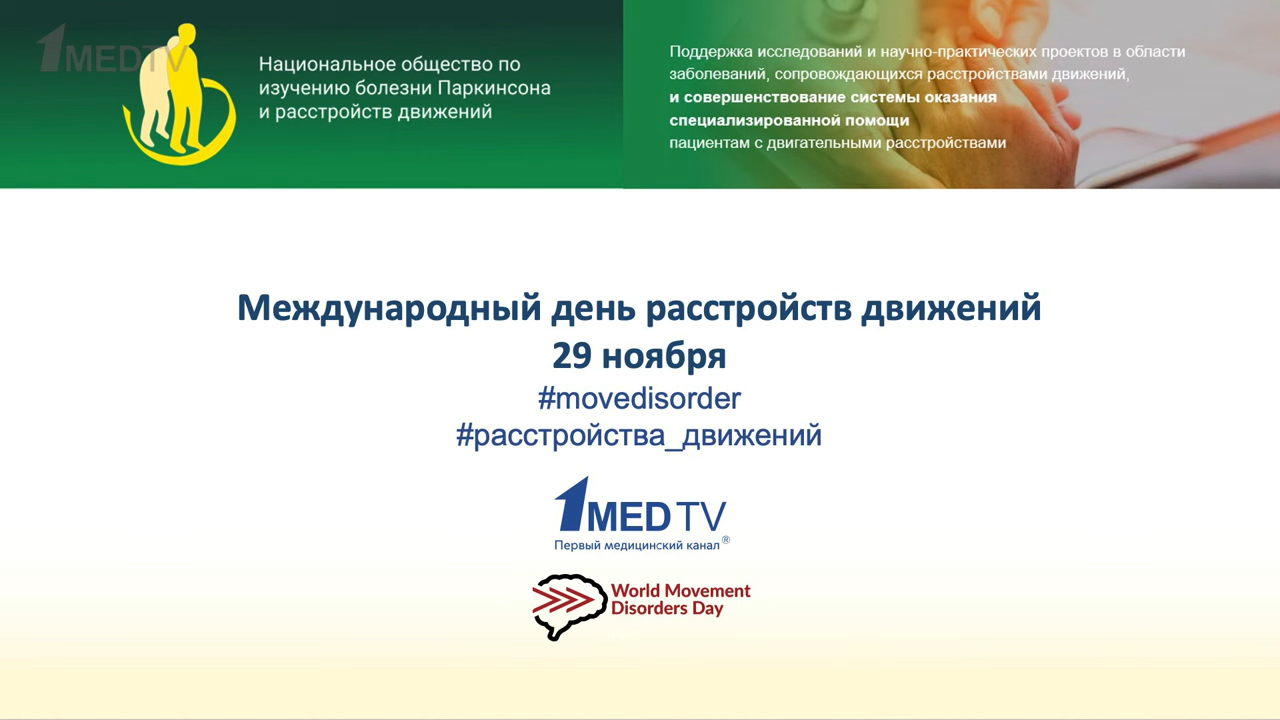 1MEDTV
Национальное общество по
изучению болезни Паркинсона
и расстройств движений
Поддержка исследований и научно-практических проектов в области
заболеваний, сопровождающихся расстройствами движений,
и совершенствование системы оказания
специализированной помощи
пациентам с двигательными расстройствами
Международный день расстройств движений
29 ноября
#movedisorder
#расстройства_движений
1MEDTV
Первый медицинский канал®
World Movement
Disorders Day